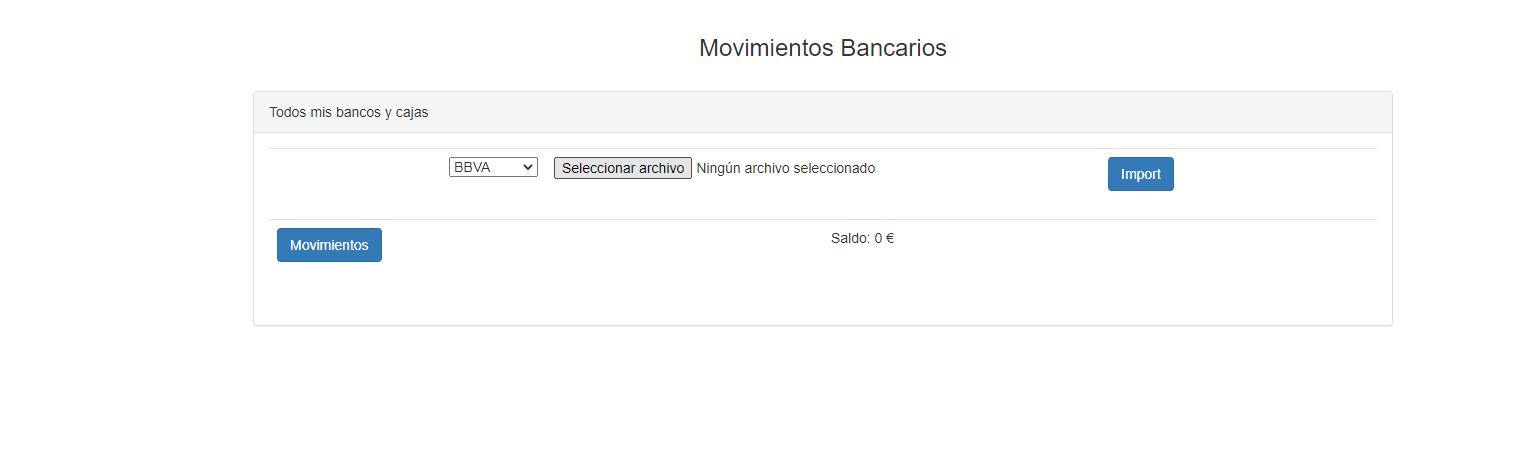 Movimientos Bancarios
Todos mis bancos y cajas
BBVA Seleccionar archivo Ningún archivo seleccionado Import
Movimientos Saldo: 0 €